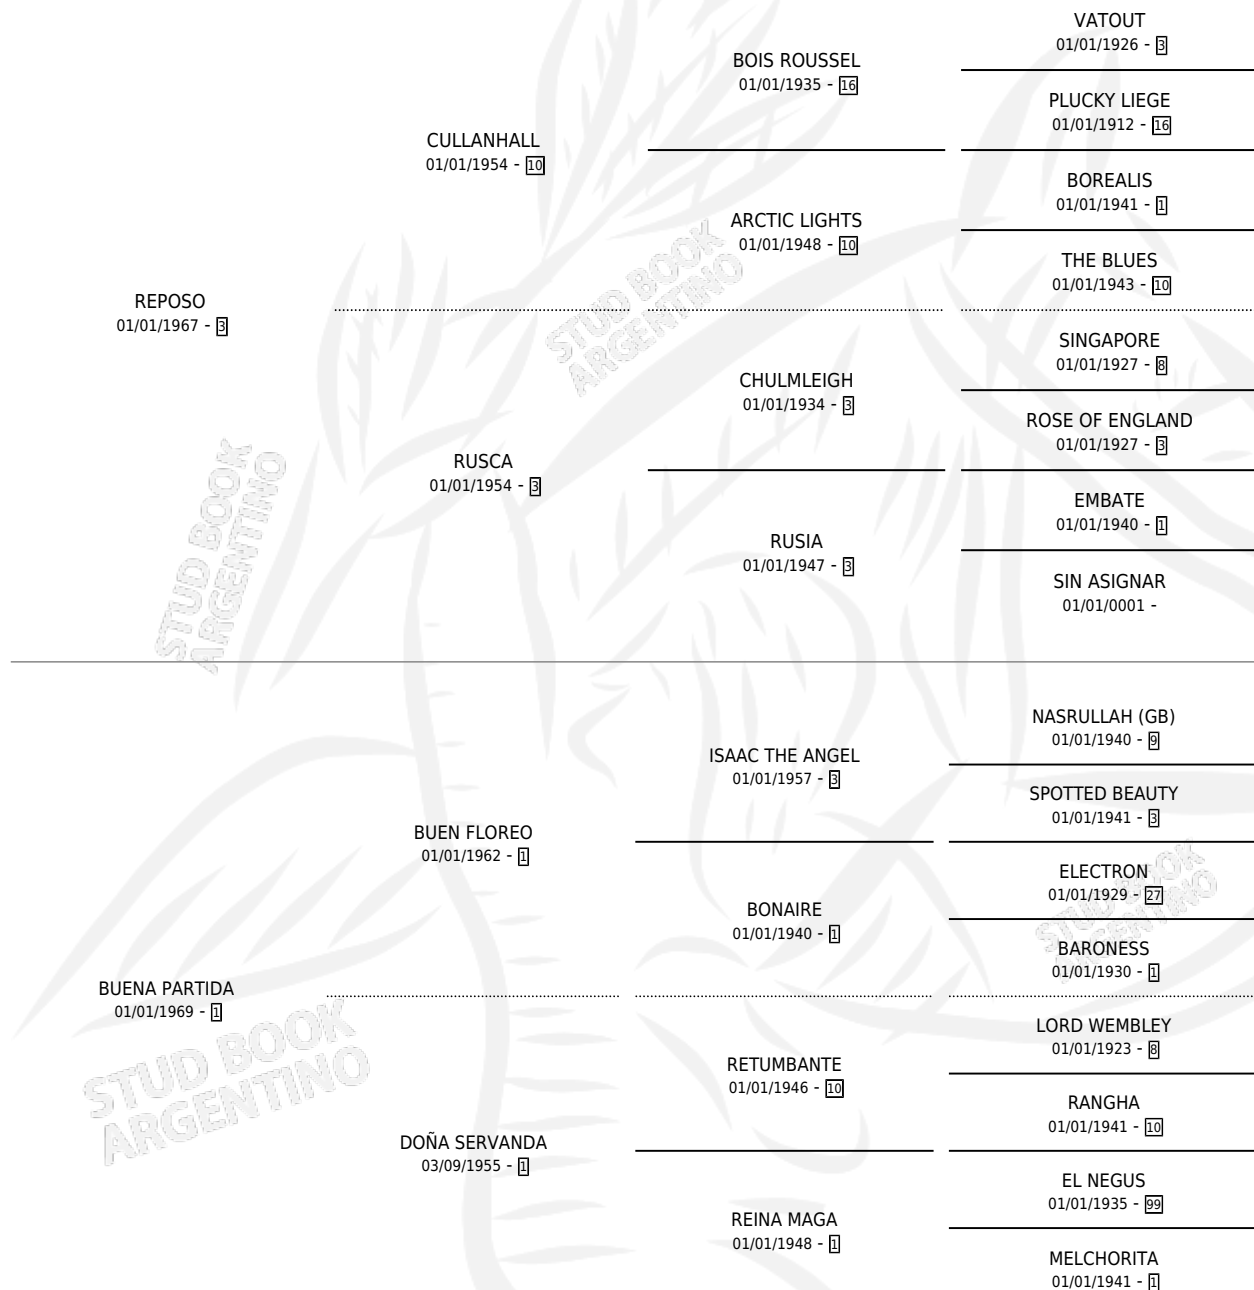 VATOUT
01/01/1926 - 3
BOIS ROUSSEL
01/01/1935 - 16
PLUCKY LIEGE
01/01/1912 - 16
CULLANHALL
01/01/1954 - 10
BOREALIS
01/01/1941 - 1
ARCTIC LIGHTS
01/01/1948 - 10
THE BLUES
01/01/1943 - 10
REPOSO
01/01/1967 - 3
STUD BOOK
ARGENTINO
SINGAPORE
01/01/1927 - 8
CHULMLEIGH
01/01/1934 - 3
ROSE OF ENGLAND
01/01/1927 - 3
RUSCA
01/01/1954 - 3
EMBATE
01/01/1940 - 1
RUSIA
01/01/1947 - 3
SIN ASIGNAR
01/01/0001 -
STUD BOOK
ARGENTINO
NASRULLAH (GB)
01/01/1940 - 9
ISAAC THE ANGEL
01/01/1957 - 3
SPOTTED BEAUTY
01/01/1941 - 3
BUEN FLOREO
01/01/1962 - 1
ELECTRON
01/01/1929 - 27
BONAIRE
01/01/1940 - 1
BARONESS
01/01/1930 - 1
STUD BOOK
ARGENTINO
BUENA PARTIDA
01/01/1969 - 1
STUD BOOK
ARGENTINO
LORD WEMBLEY
01/01/1923 - 8
RETUMBANTE
01/01/1946 - 10
RANGHA
01/01/1941 - 10
DOÑA SERVANDA
03/09/1955 - 1
EL NEGUS
01/01/1935 - 99
REINA MAGA
01/01/1948 - 1
MELCHORITA
01/01/1941 - 1